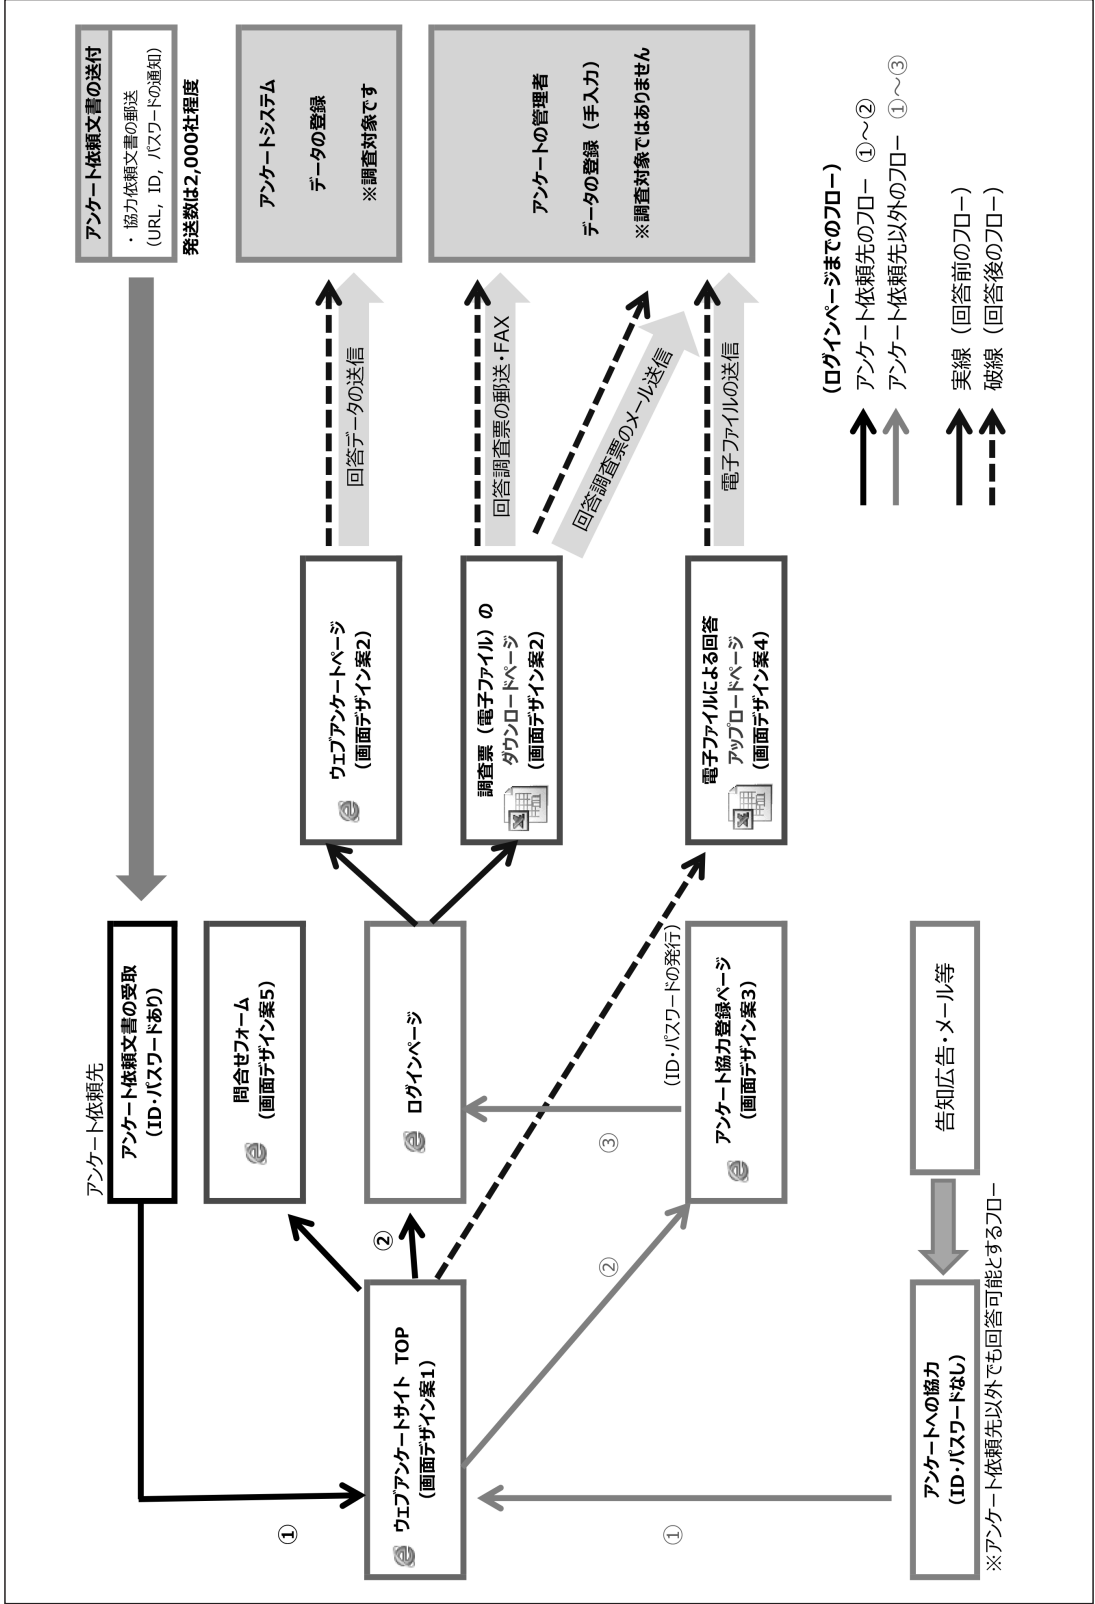 アンケート依頼文書の送付
・協力依頼文書の郵送
(URL, ID, パスワードの通知)
発送数は2,000社程度
アンケート依頼先
アンケート依頼文書の受取
(ID・パスワードあり)
①
ウェブアンケートサイト TOP
(画面デザイン案1)
問合せフォーム
(画面デザイン案5)
②
ログインページ
ウェブアンケートページ
(画面デザイン案2)
回答データの送信
アンケートシステム
データの登録
※調査対象です
調査票（電子ファイル）の
ダウンロードページ
(画面デザイン案2)
回答調査票の郵送・FAX
回答調査票のメール送信
アンケートの管理者
データの登録（手入力）
※調査対象ではありません
電子ファイルによる回答
アップロードページ
(画面デザイン案4)
電子ファイルの送信
③
(ID・パスワードの発行)
②
アンケート協力登録ページ
(画面デザイン案3)
①
アンケートへの協力
(ID・パスワードなし)
告知広告・メール等
※アンケート依頼先以外でも回答可能とするフロー
(ログインページまでのフロー)
アンケート依頼先のフロー ①～②
アンケート依頼先以外のフロー ①～③
実線（回答前のフロー）
破線（回答後のフロー）